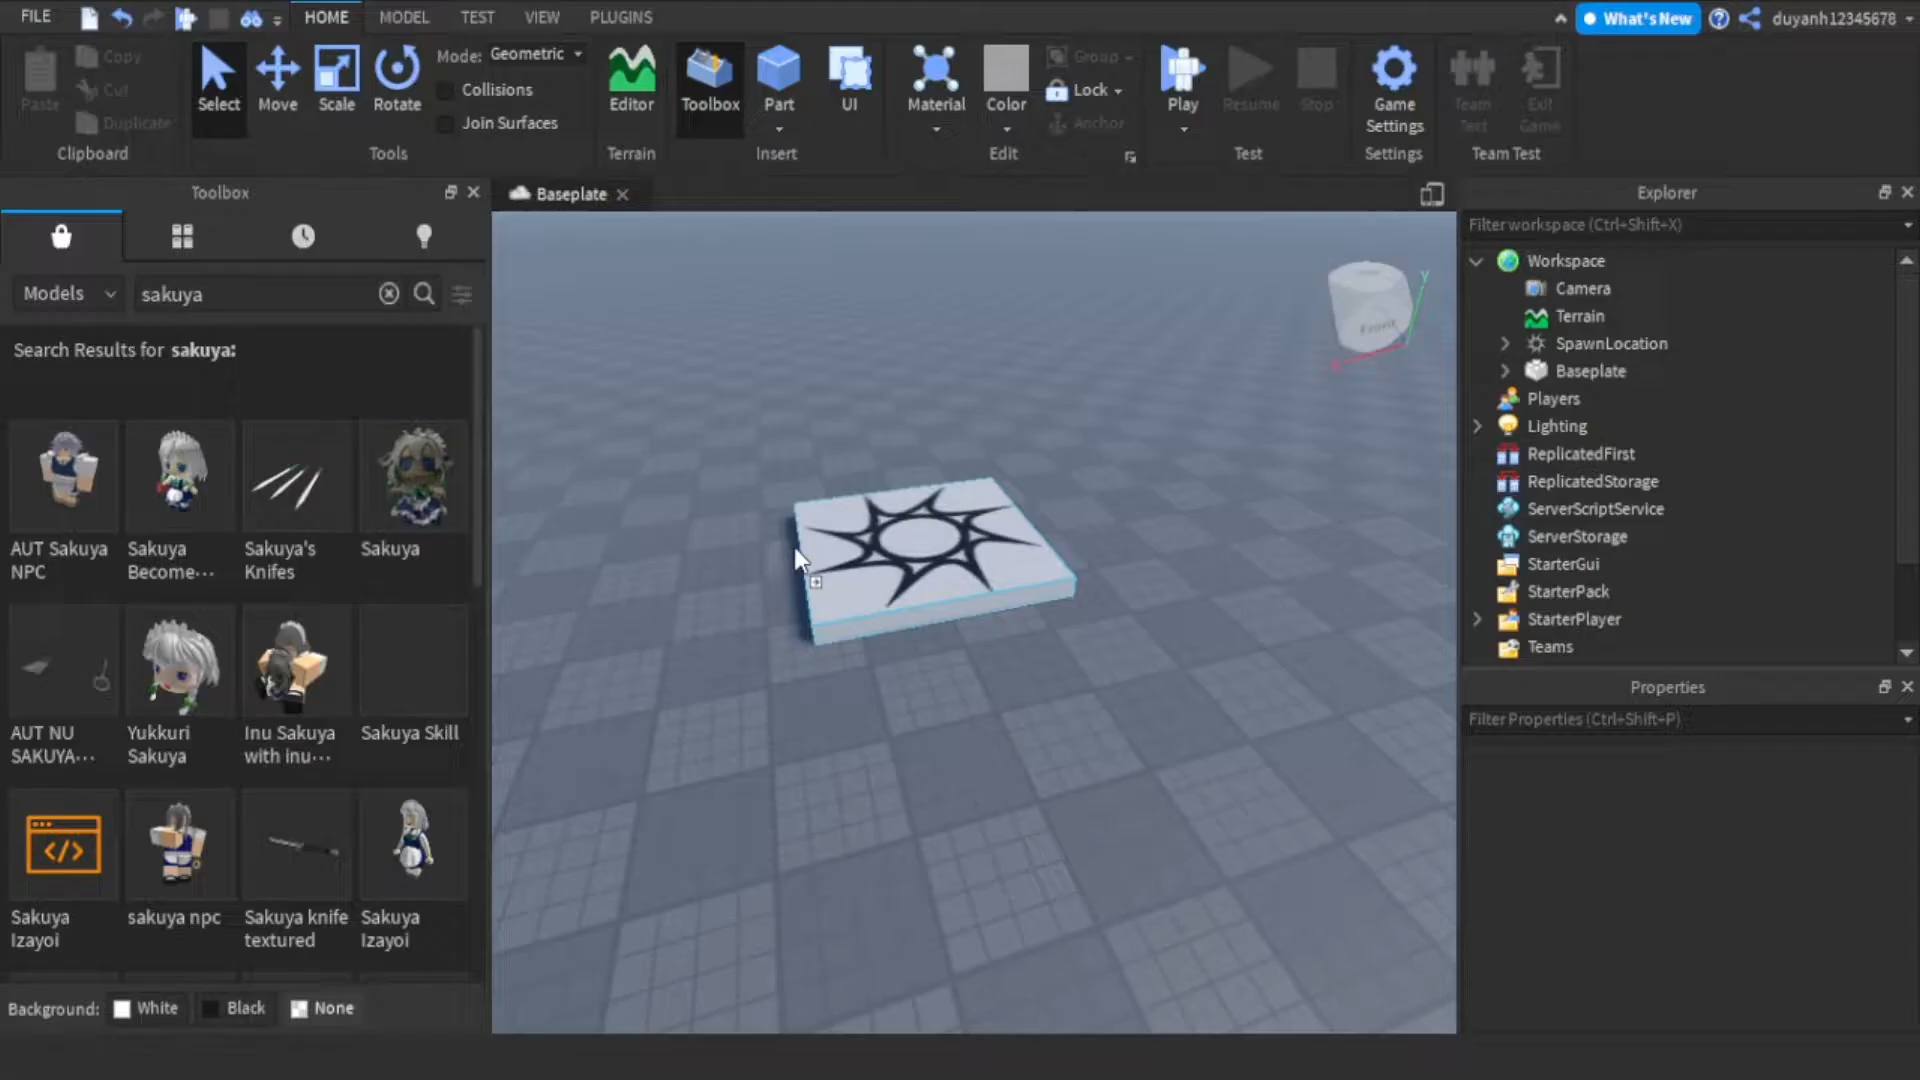 FILE
HOME
MODEL
TEST
VIEW
PLUGINS
What's New
duyanh12345678
Paste
Copy
Cut
Duplicate
Clipboard
Select
Move
Scale
Rotate
Mode: Geometric
Collisions
Join Surfaces
Tools
Editor
Terrain
Toolbox
Part
UI
Insert
Material
Color
Group
Lock
Anchor
Edit
Play
Resume
Stop
Test
Game
Settings
Settings
Team
Test
Exit
Game
Team Test
Toolbox
Models
sakuya
Search Results for sakuya:
AUT Sakuya
NPC
Sakuya
Become···
Sakuya's
Knifes
Sakuya
AUT NU
SAKUYA···
Yukkuri
Sakuya
Inu Sakuya
with inu···
Sakuya Skill
Sakuya
Izayoi
sakuya npc
Sakuya knife
textured
Sakuya
Izayoi
Background:
White
Black
None
Baseplate
Front
Y
Explorer
Filter workspace (Ctrl+Shift+X)
Workspace
Camera
Terrain
SpawnLocation
Baseplate
Players
Lighting
ReplicatedFirst
ReplicatedStorage
ServerScriptService
ServerStorage
StarterGui
StarterPack
StarterPlayer
Teams
Properties
Filter Properties (Ctrl+Shift+P)